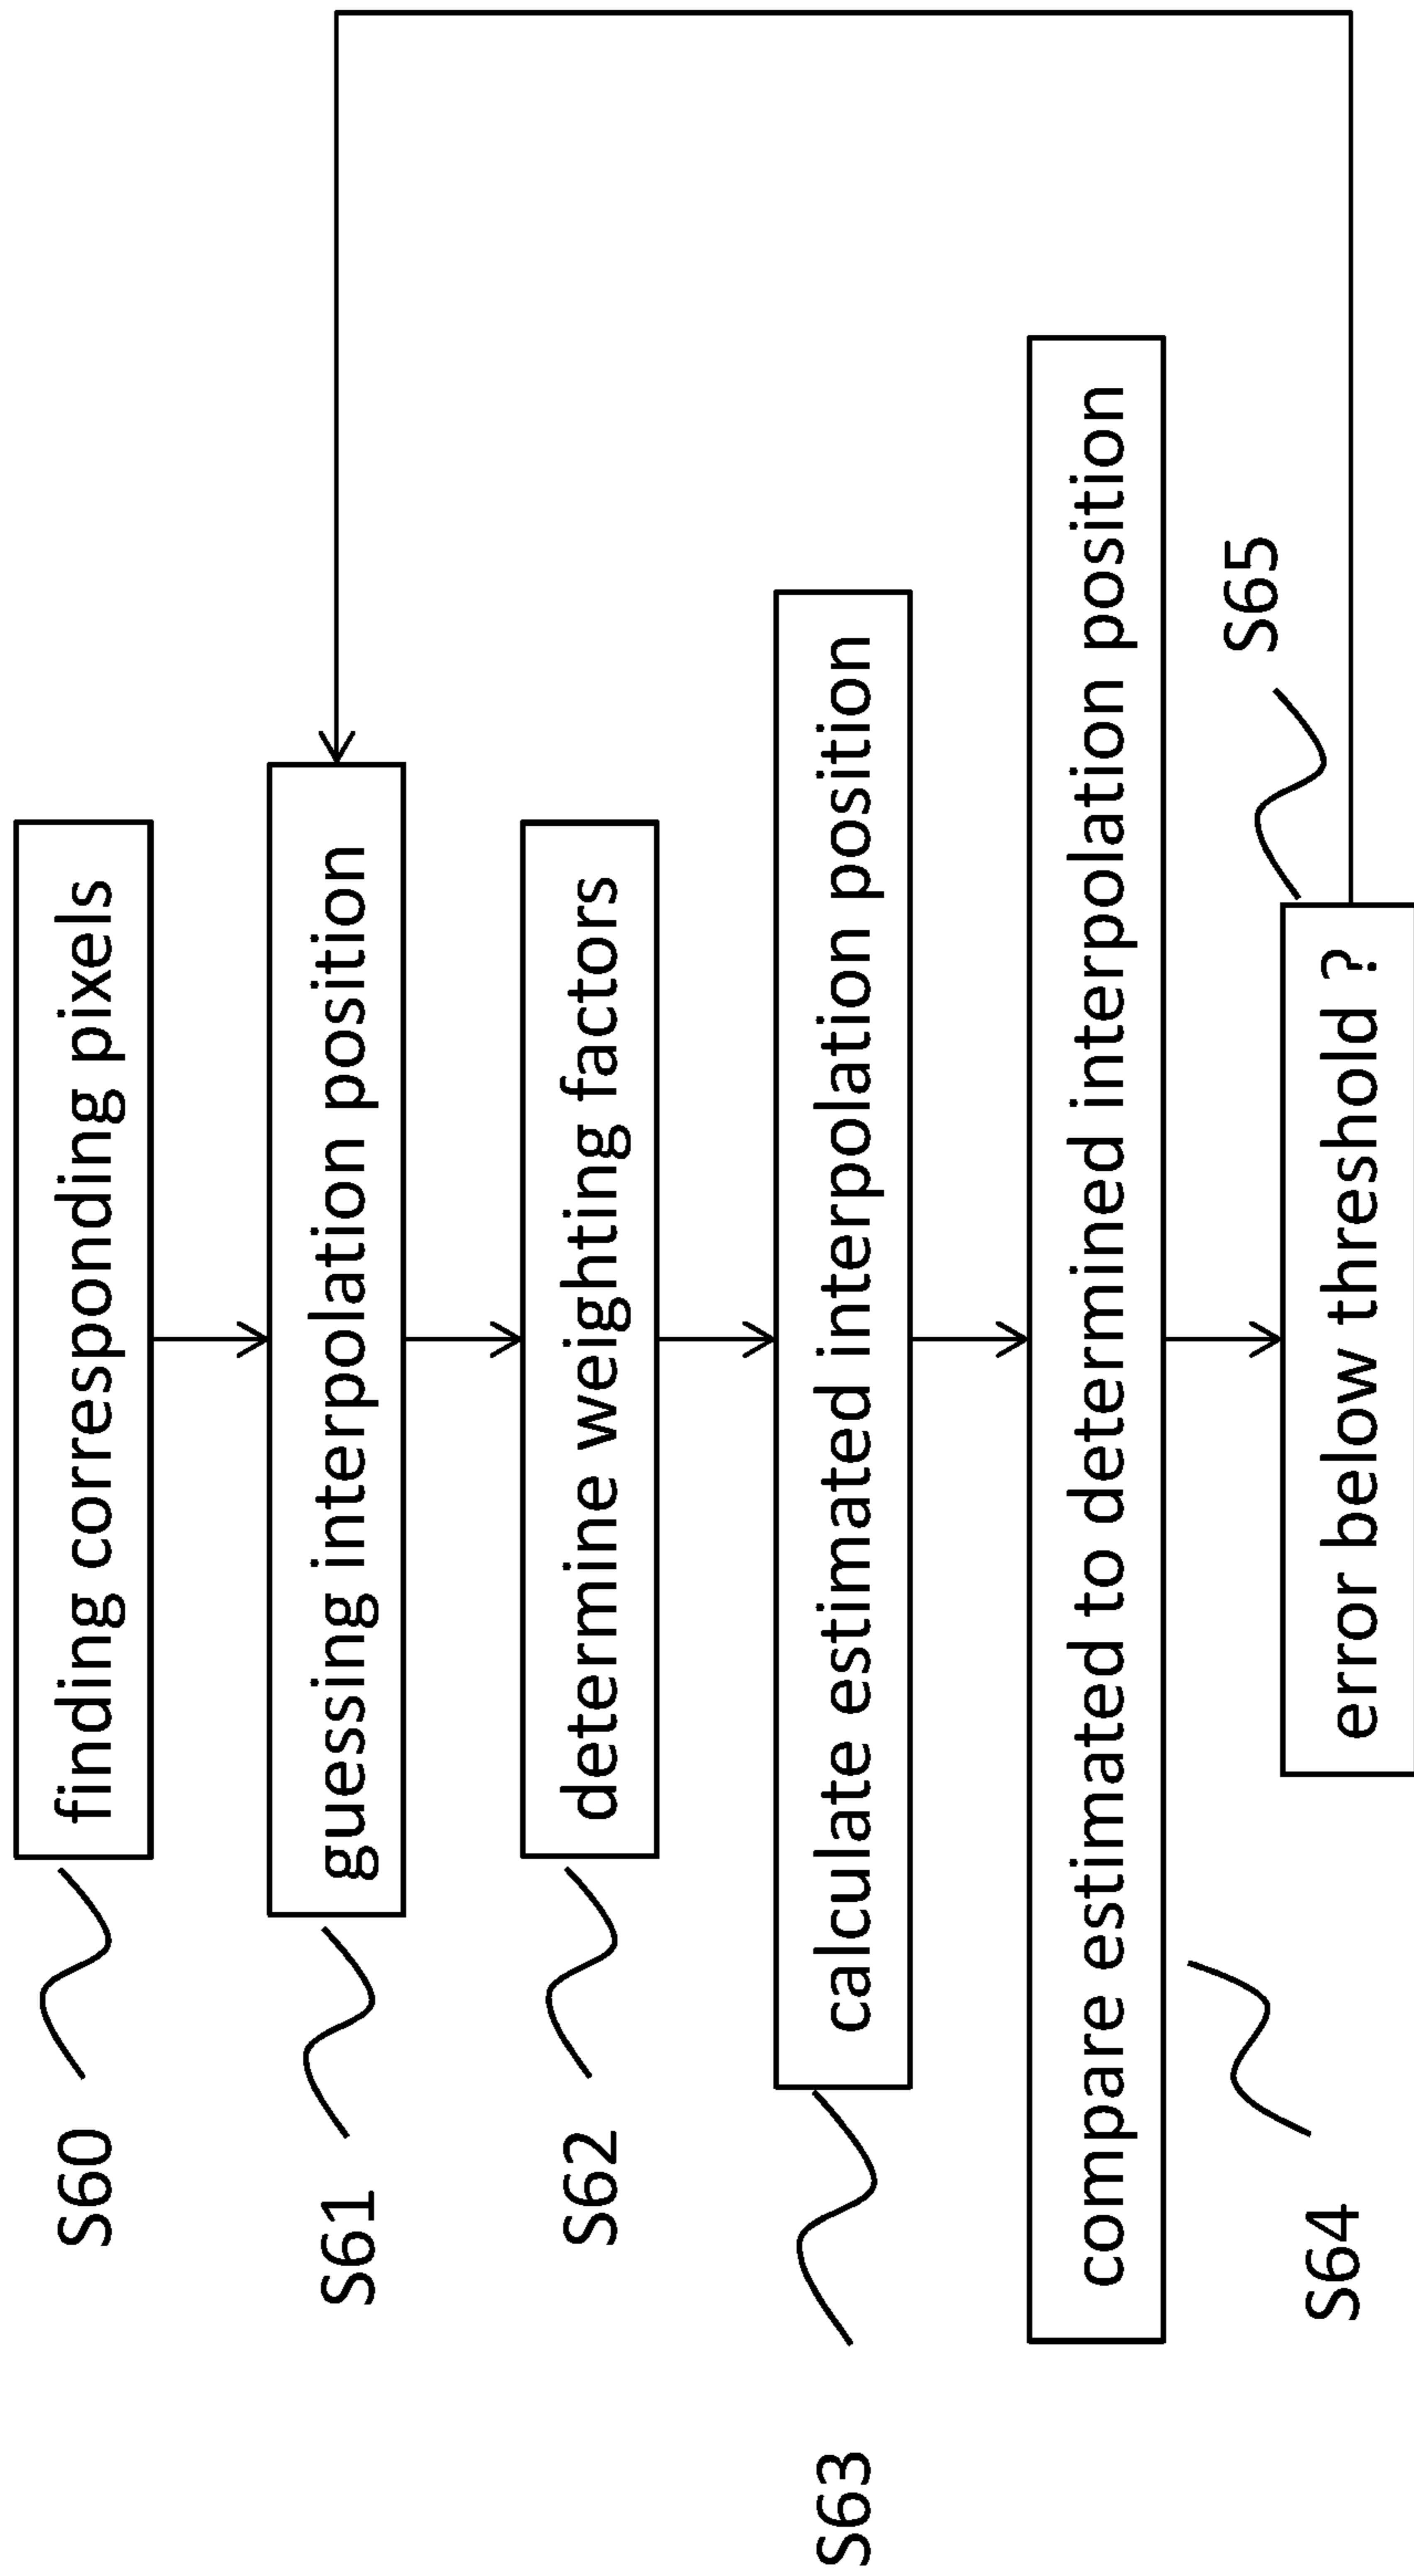 S60
finding corresponding pixels
S61
guessing interpolation position
S62
determine weighting factors
S63
calculate estimated interpolation position
compare estimated to determined interpolation position
S64
S65
error below threshold ?